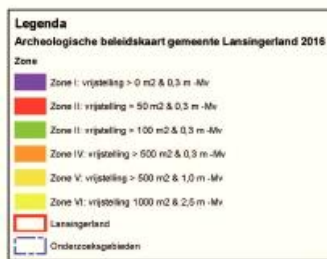 Legenda
Archeologische beleidskaart gemeente Lansingerland 2016
Zone
Zone I: vrijstelling > 0 m2 & 0,3 m -Mv
Zone II: vrijstelling > 50 m2 & 0,3 m -Mv
Zone II: vrijstelling > 100 m2 & 0,3 m -Mv
Zone IV: vrijstelling > 500 m2 & 0,3 m -Mv
Zone V: vrijstelling > 500 m2 & 1,0 m -Mv
Zone VI: vrijstelling 1000 m2 & 2,5 m -Mv
Lansingerland
Onderzoeksgebieden